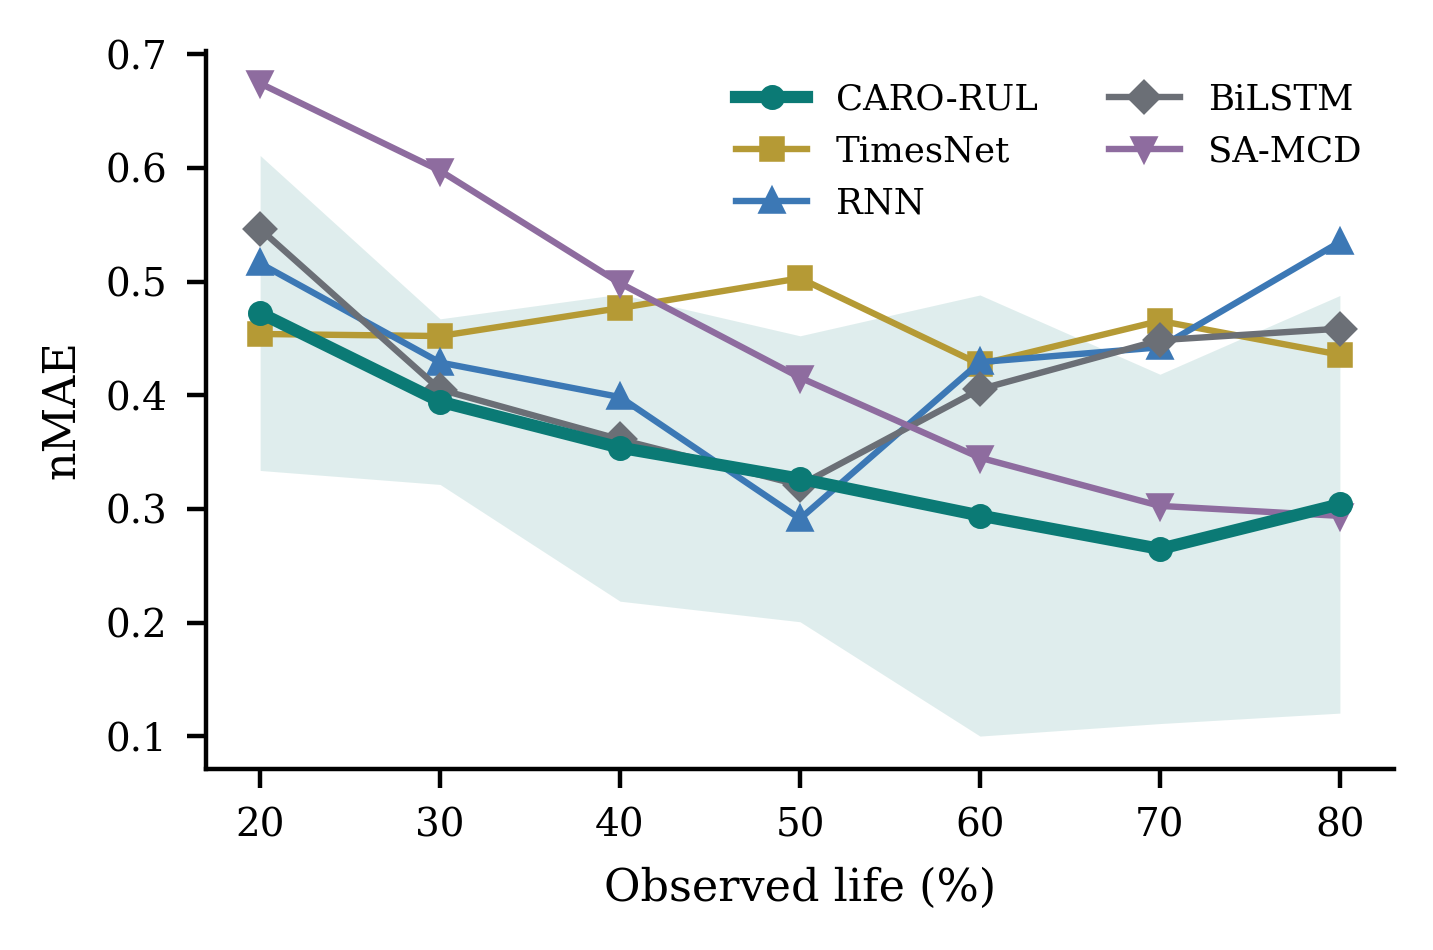 0.7
0.6
0.5
0.4
0.3
0.2
0.1
nMAE
CARO-RUL
TimesNet
RNN
BiLSTM
SA-MCD
20 30 40 50 60 70 80
Observed life (%)